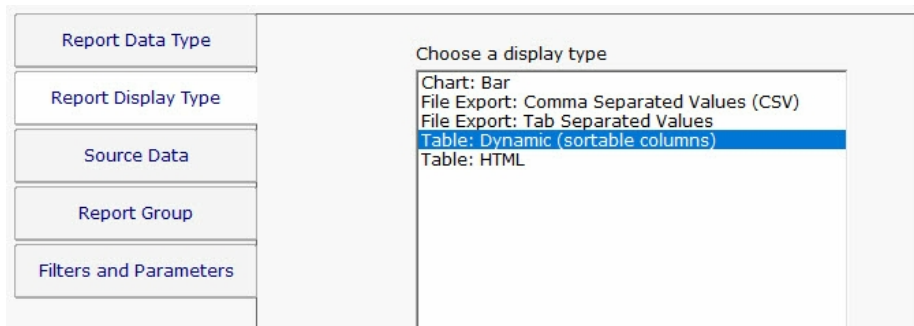 Report Data Type
Report Display Type
Source Data
Report Group
Filters and Parameters
Choose a display type
Chart: Bar
File Export: Comma Separated Values (CSV)
File Export: Tab Separated Values
Table: Dynamic (sortable columns)
Table: HTML